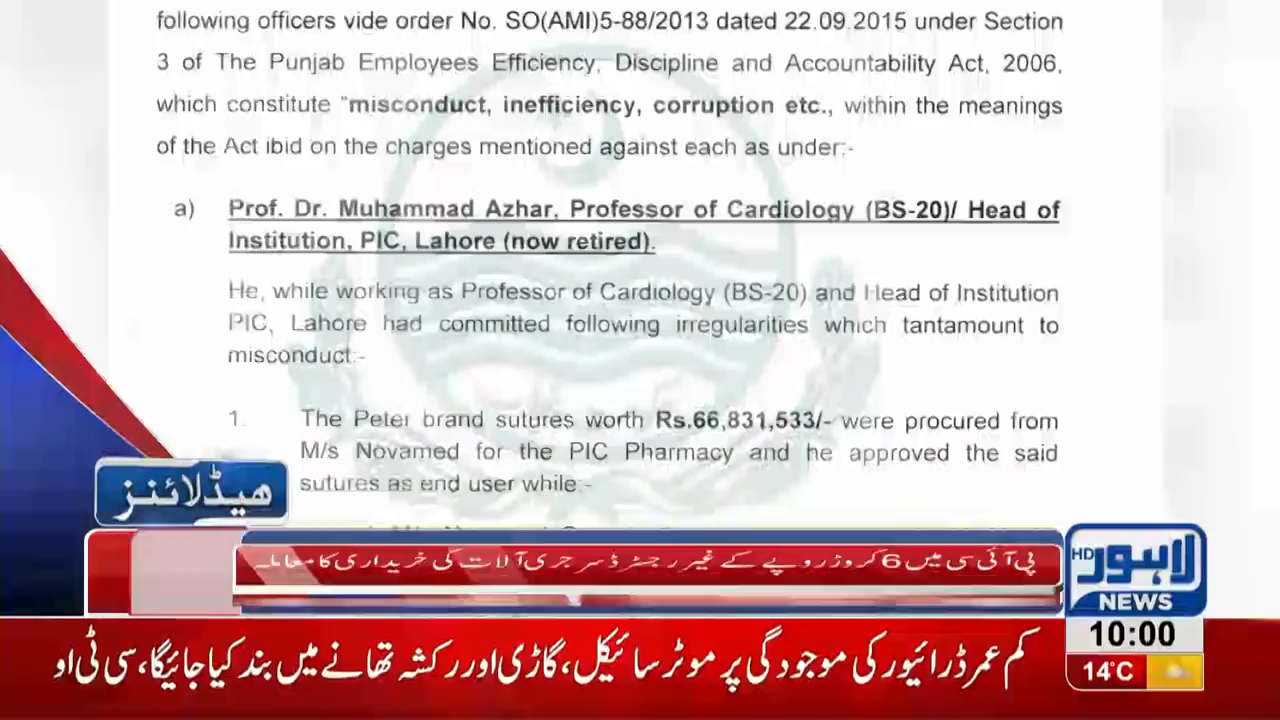 following officers vide order No. SO(AMI)5-88/2013 dated 22.09.2015 under Section
3 of The Punjab Employees Efficiency, Discipline and Accountability Act, 2006,
which constitute "misconduct, inefficiency, corruption etc., within the meanings
of the Act ibid on the charges mentioned against each as under:-
a) Prof. Dr. Muhammad Azhar, Professor of Cardiology (BS-20)/ Head of
Institution, PIC, Lahore (now retired).
He, while working as Professor of Cardiology (BS-20) and Head of Institution
PIC, Lahore had committed following irregularities which tantamount to
misconduct:-
1. The Peter brand sutures worth Rs.66,831,533/- were procured from
M/s Novamed for the PIC Pharmacy and he approved the said
sutures as end user while:-
ہیڈلائنز
پی آئی سی میں 6 کروڑ روپے کے غیر رجسٹرڈ سرجری آلات کی خریداری کا معاملہ
HD لاہور
NEWS
10:00
14°C
کم عمر ڈرائیور کی موجودگی پر موٹر سائیکل، گاڑی اور رکشہ تھانے میں بند کیا جائیگا، سی ٹی او